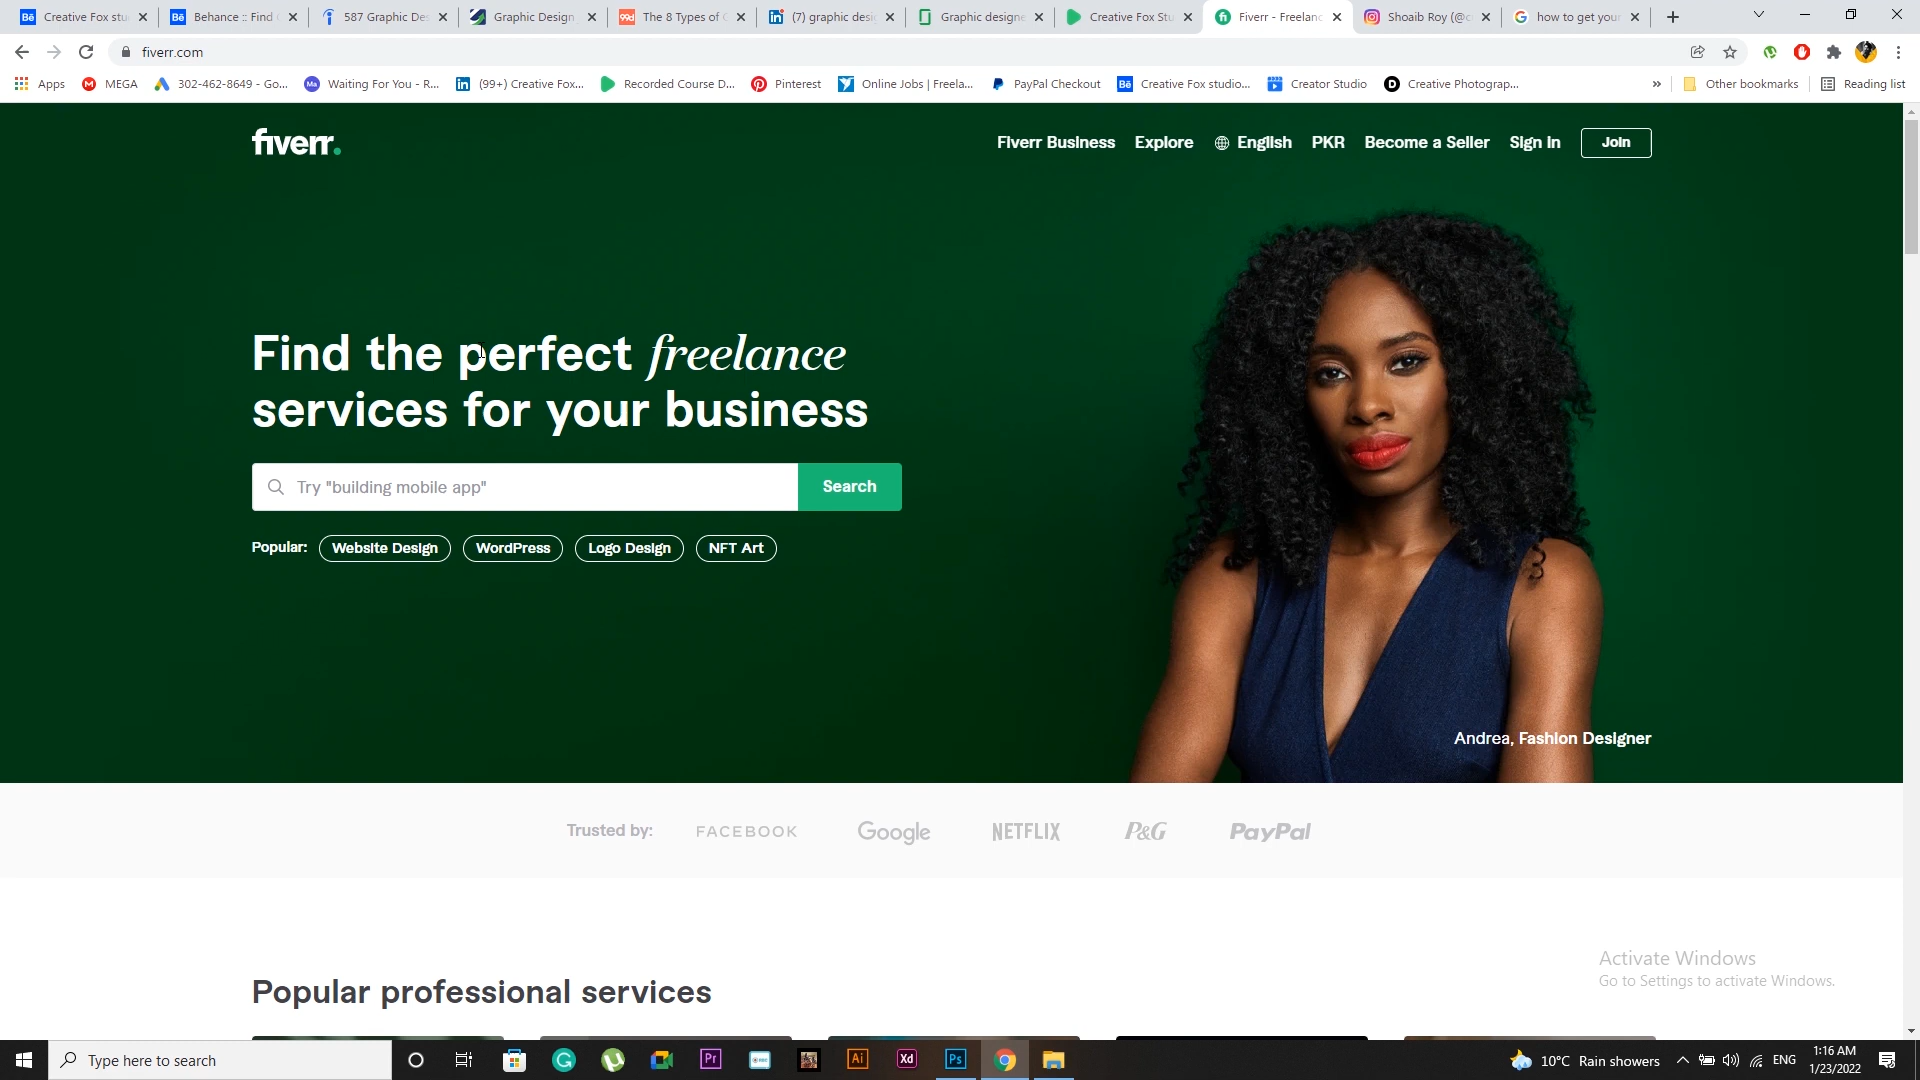 Creative Fox stu
Behance :: Find
587 Graphic Des
Graphic Design
The 8 Types of
(7) graphic desi
Graphic designe
Creative Fox Stu
Fiverr - Freelanc
Shoaib Roy (@c
how to get your
fiverr.com
Apps
MEGA
302-462-8649 - Go...
Waiting For You - R...
(99+) Creative Fox...
Recorded Course D...
Pinterest
Online Jobs | Freela...
PayPal Checkout
Creative Fox studio...
Creator Studio
Creative Photograp...
»
Other bookmarks
Reading list
fiverr.
Fiverr Business
Explore
English
PKR
Become a Seller
Sign in
Join
Find the perfect freelance
services for your business
Try "building mobile app"
Search
Popular:
Website Design
WordPress
Logo Design
NFT Art
Andrea, Fashion Designer
Trusted by:
FACEBOOK
Google
NETFLIX
P&G
PayPal
Popular professional services
Activate Windows
Go to Settings to activate Windows.
Type here to search
Pr
Ai
Xd
Ps
10°C Rain showers
ENG
1:16 AM
1/23/2022